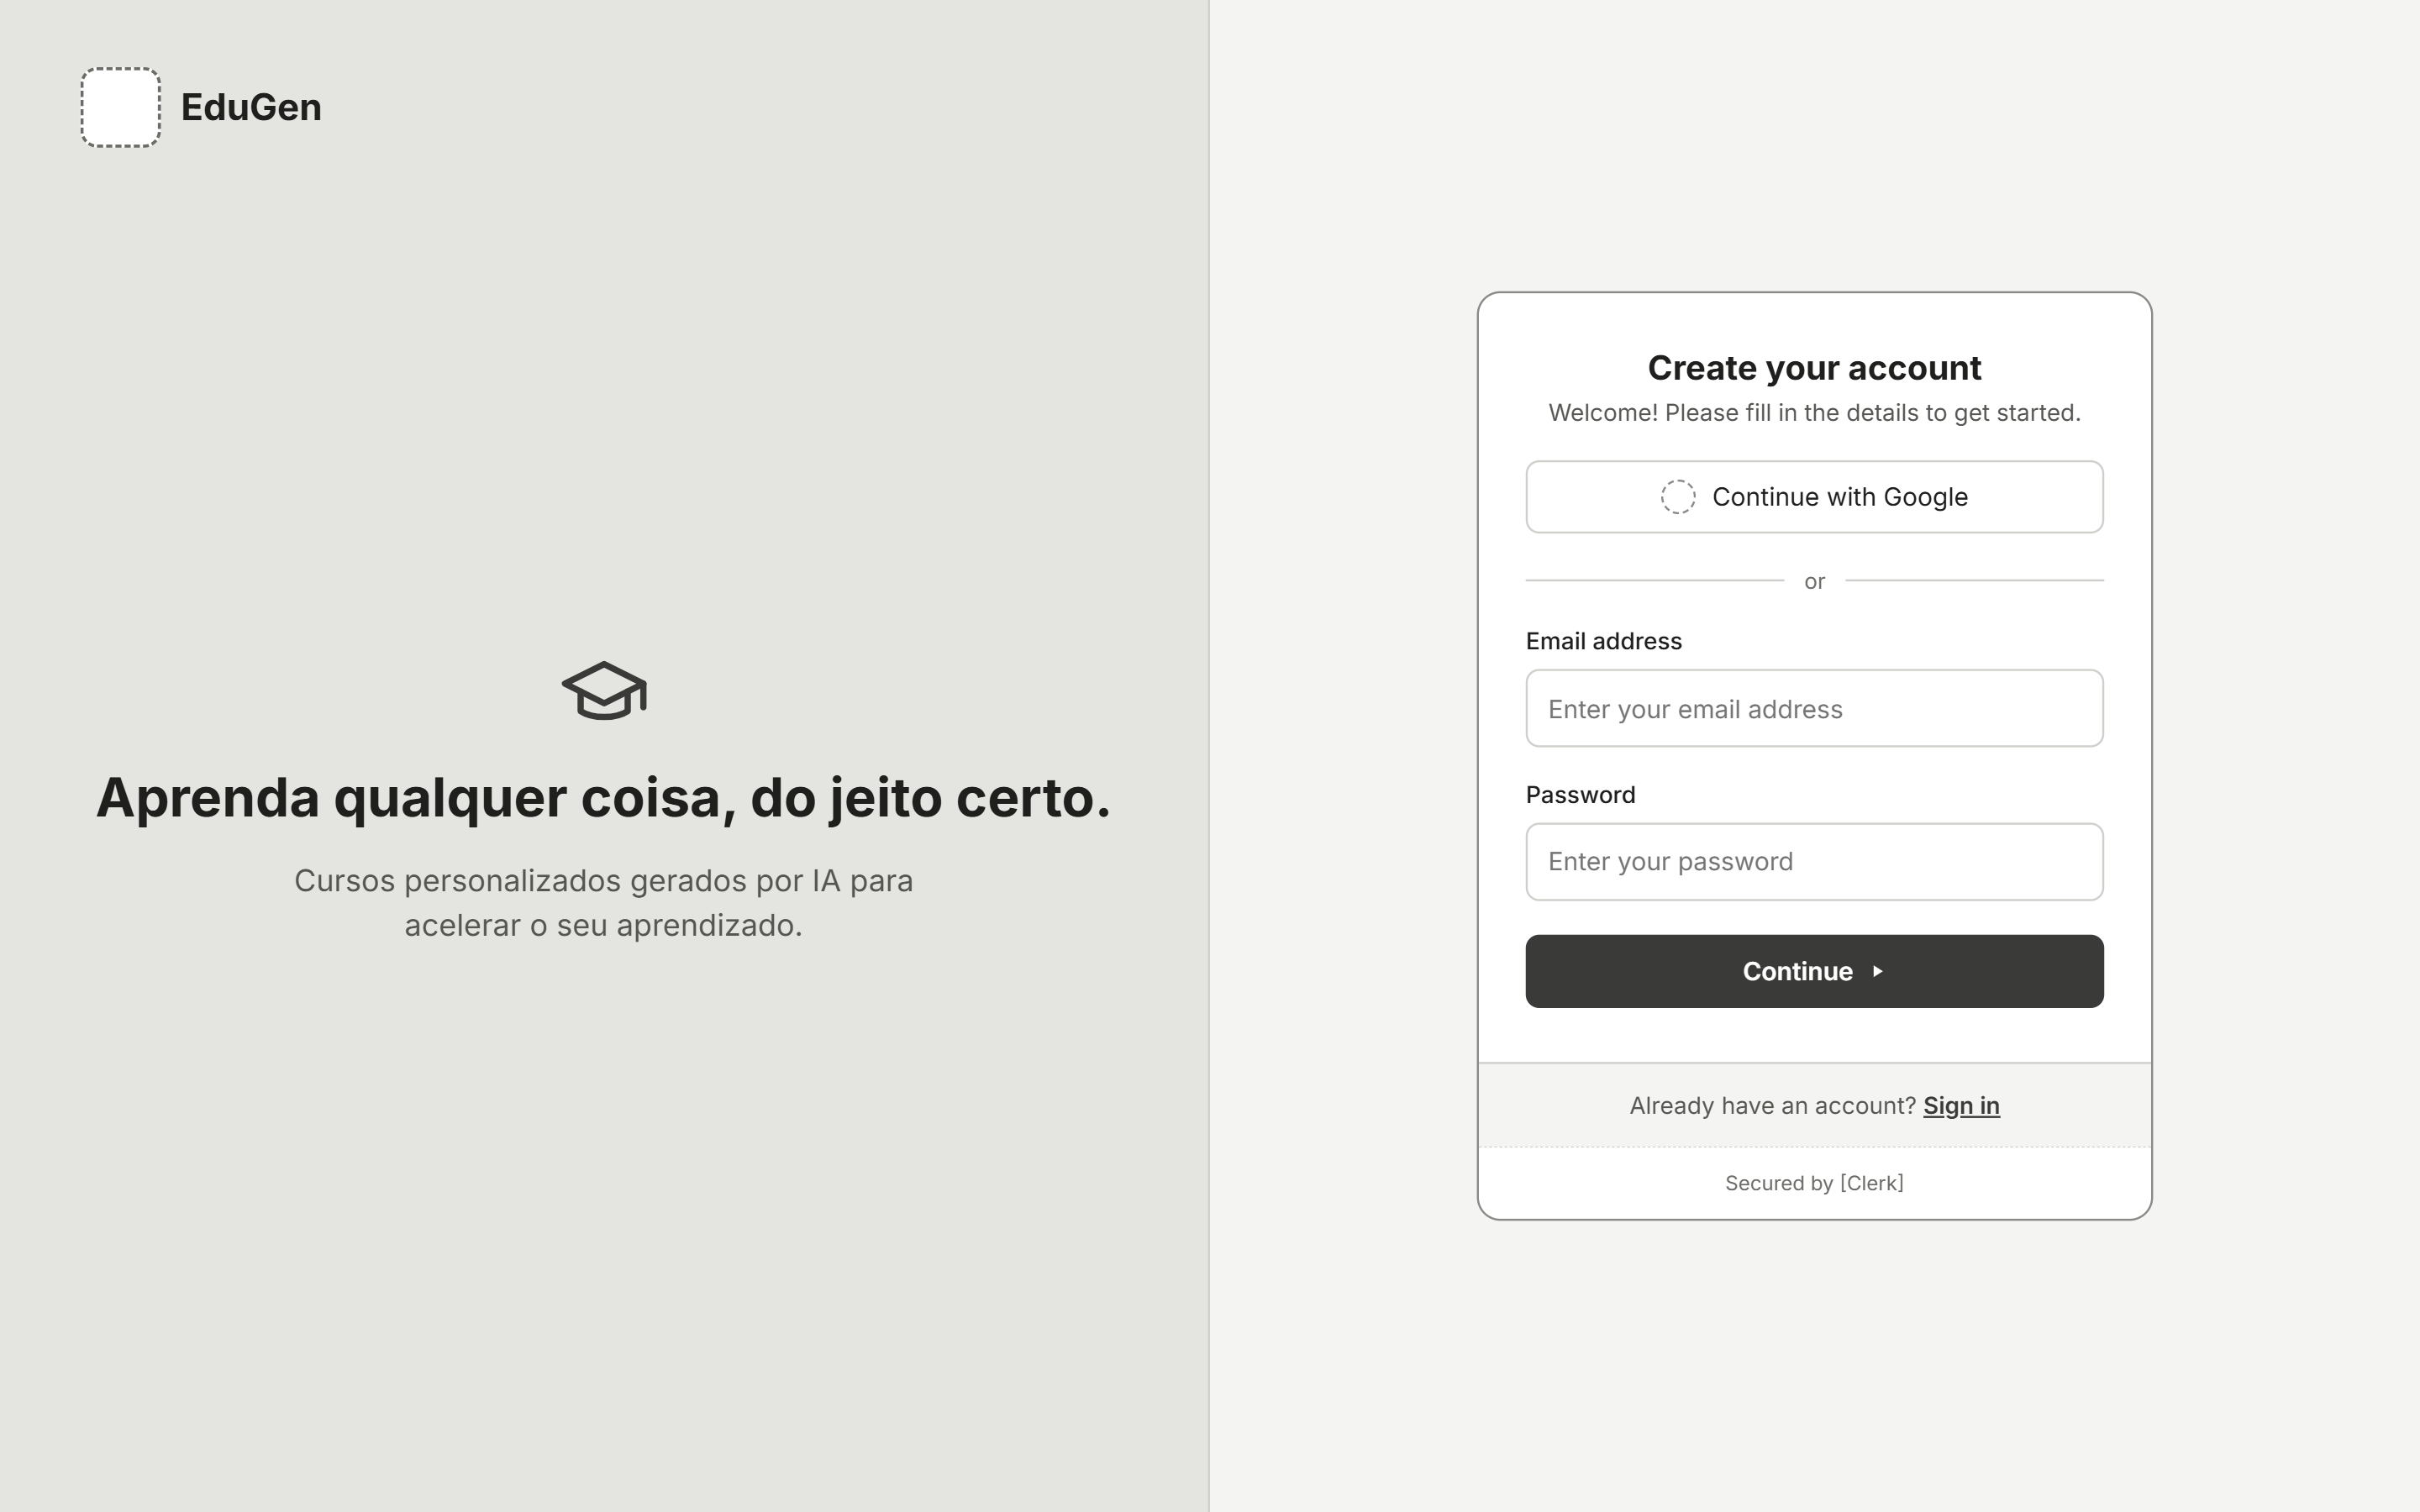 EduGen
Aprenda qualquer coisa, do jeito certo.
Cursos personalizados gerados por IA para
acelerar o seu aprendizado.
Create your account
Welcome! Please fill in the details to get started.
Continue with Google
or
Email address
Enter your email address
Password
Enter your password
Continue
Already have an account? Sign in
Secured by [Clerk]